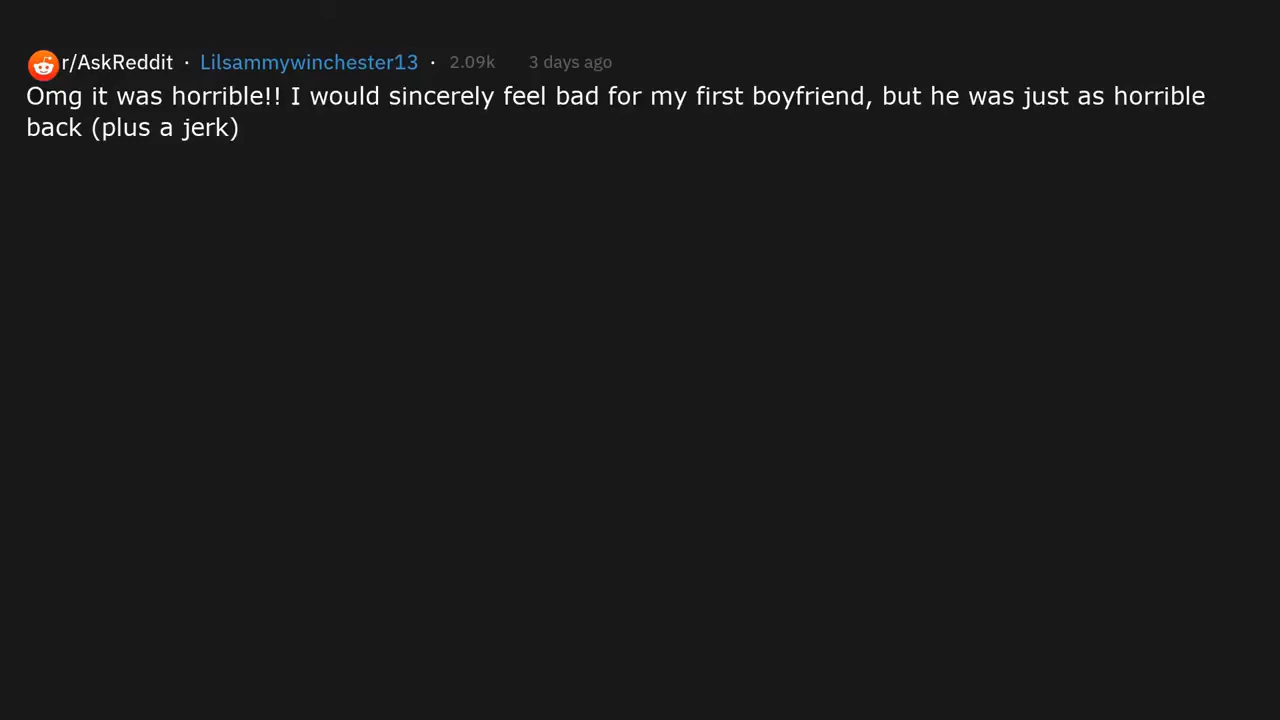 r/AskReddit · Lilsammywinchester13 · 2.09k 3 days ago
Omg it was horrible!! I would sincerely feel bad for my first boyfriend, but he was just as horrible
back (plus a jerk)